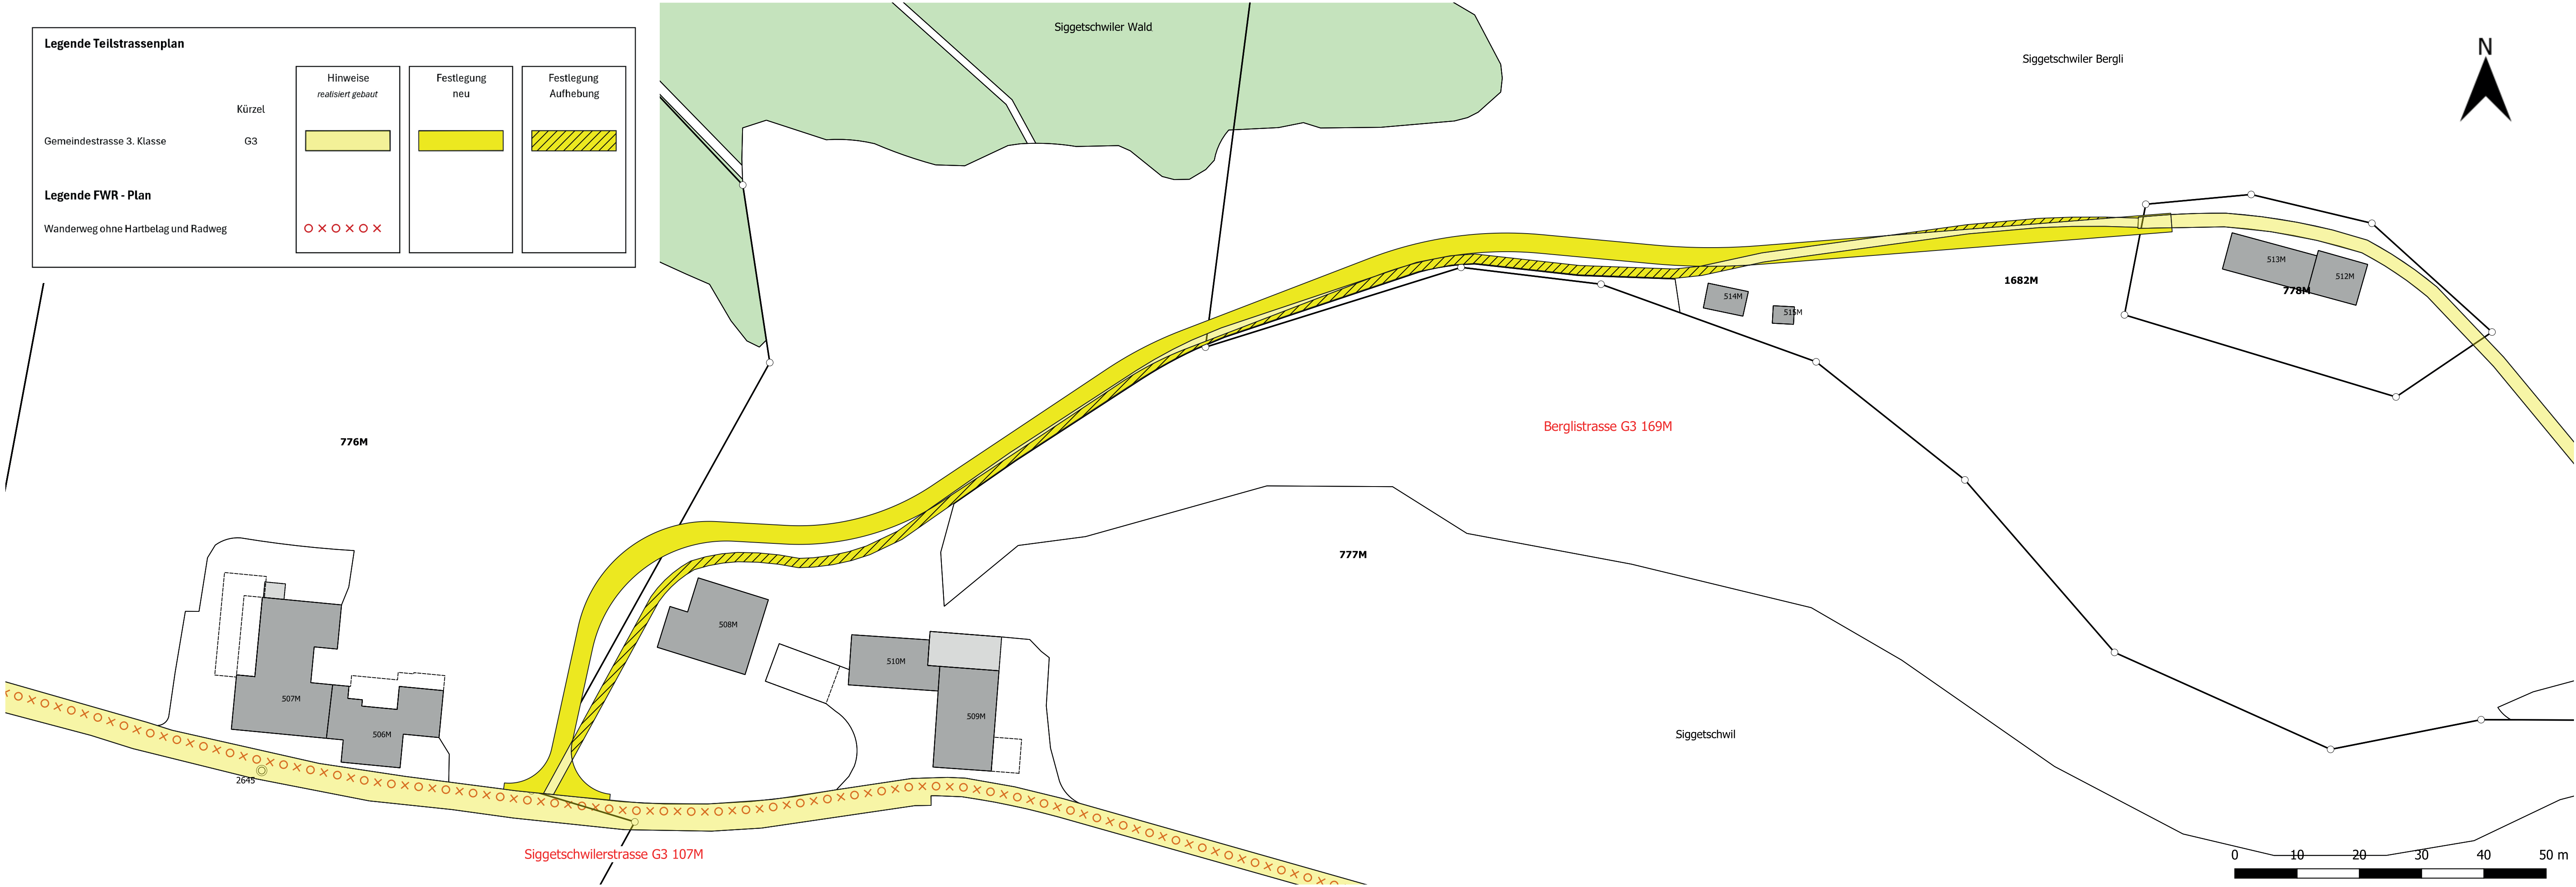 Legende Teilstrassenplan
Hinweise
realisiert gebaut
Festlegung
neu
Festlegung
Aufhebung
Kürzel
Gemeindestrasse 3. Klasse G3
Legende FWR - Plan
Wanderweg ohne Hartbelag und Radweg
Siggetschwiler Wald
Siggetschwiler Bergli
N
513M
512M
778M
1682M
514M
515M
Berglistrasse G3 169M
776M
777M
508M
510M
507M
509M
506M
Siggetschwil
2645
Siggetschwilerstrasse G3 107M
0 10 20 30 40 50 m